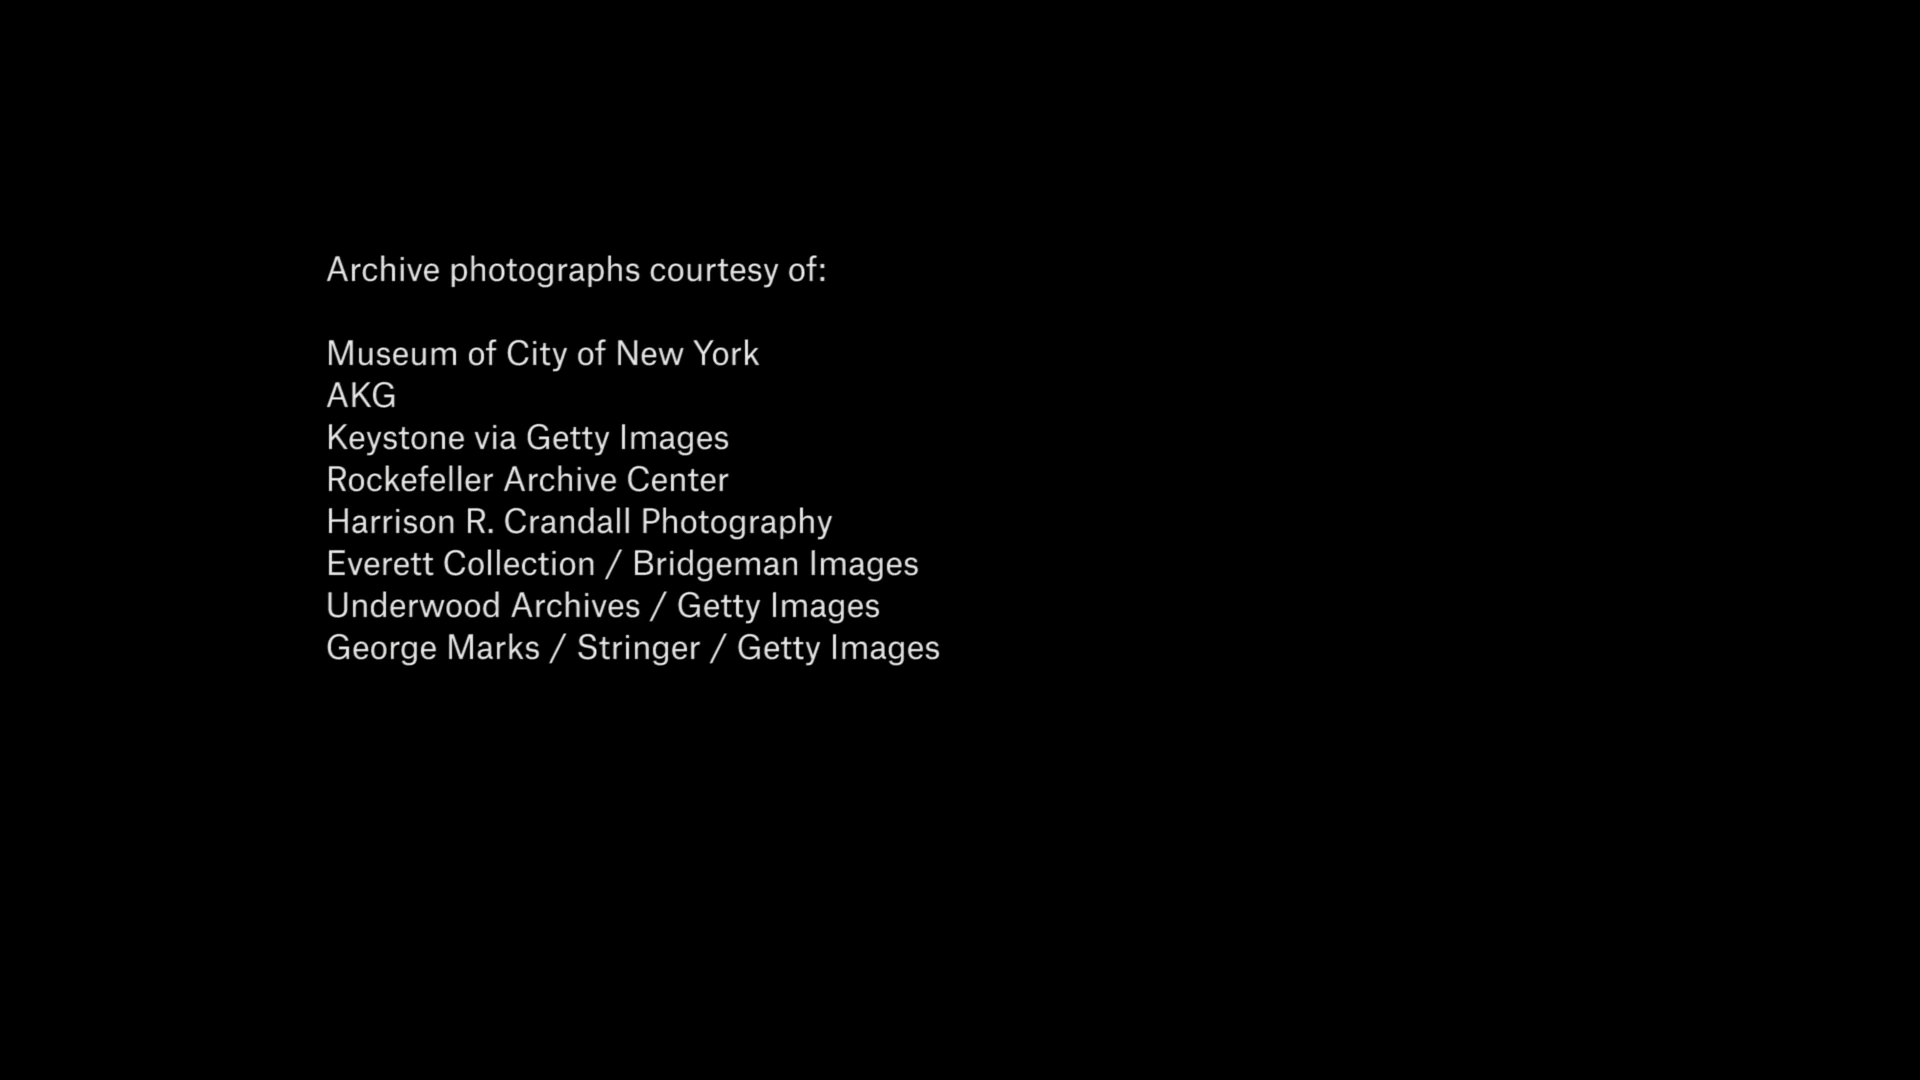 Archive photographs courtesy of:
Museum of City of New York
AKG
Keystone via Getty Images
Rockefeller Archive Center
Harrison R. Crandall Photography
Everett Collection / Bridgeman Images
Underwood Archives / Getty Images
George Marks / Stringer / Getty Images